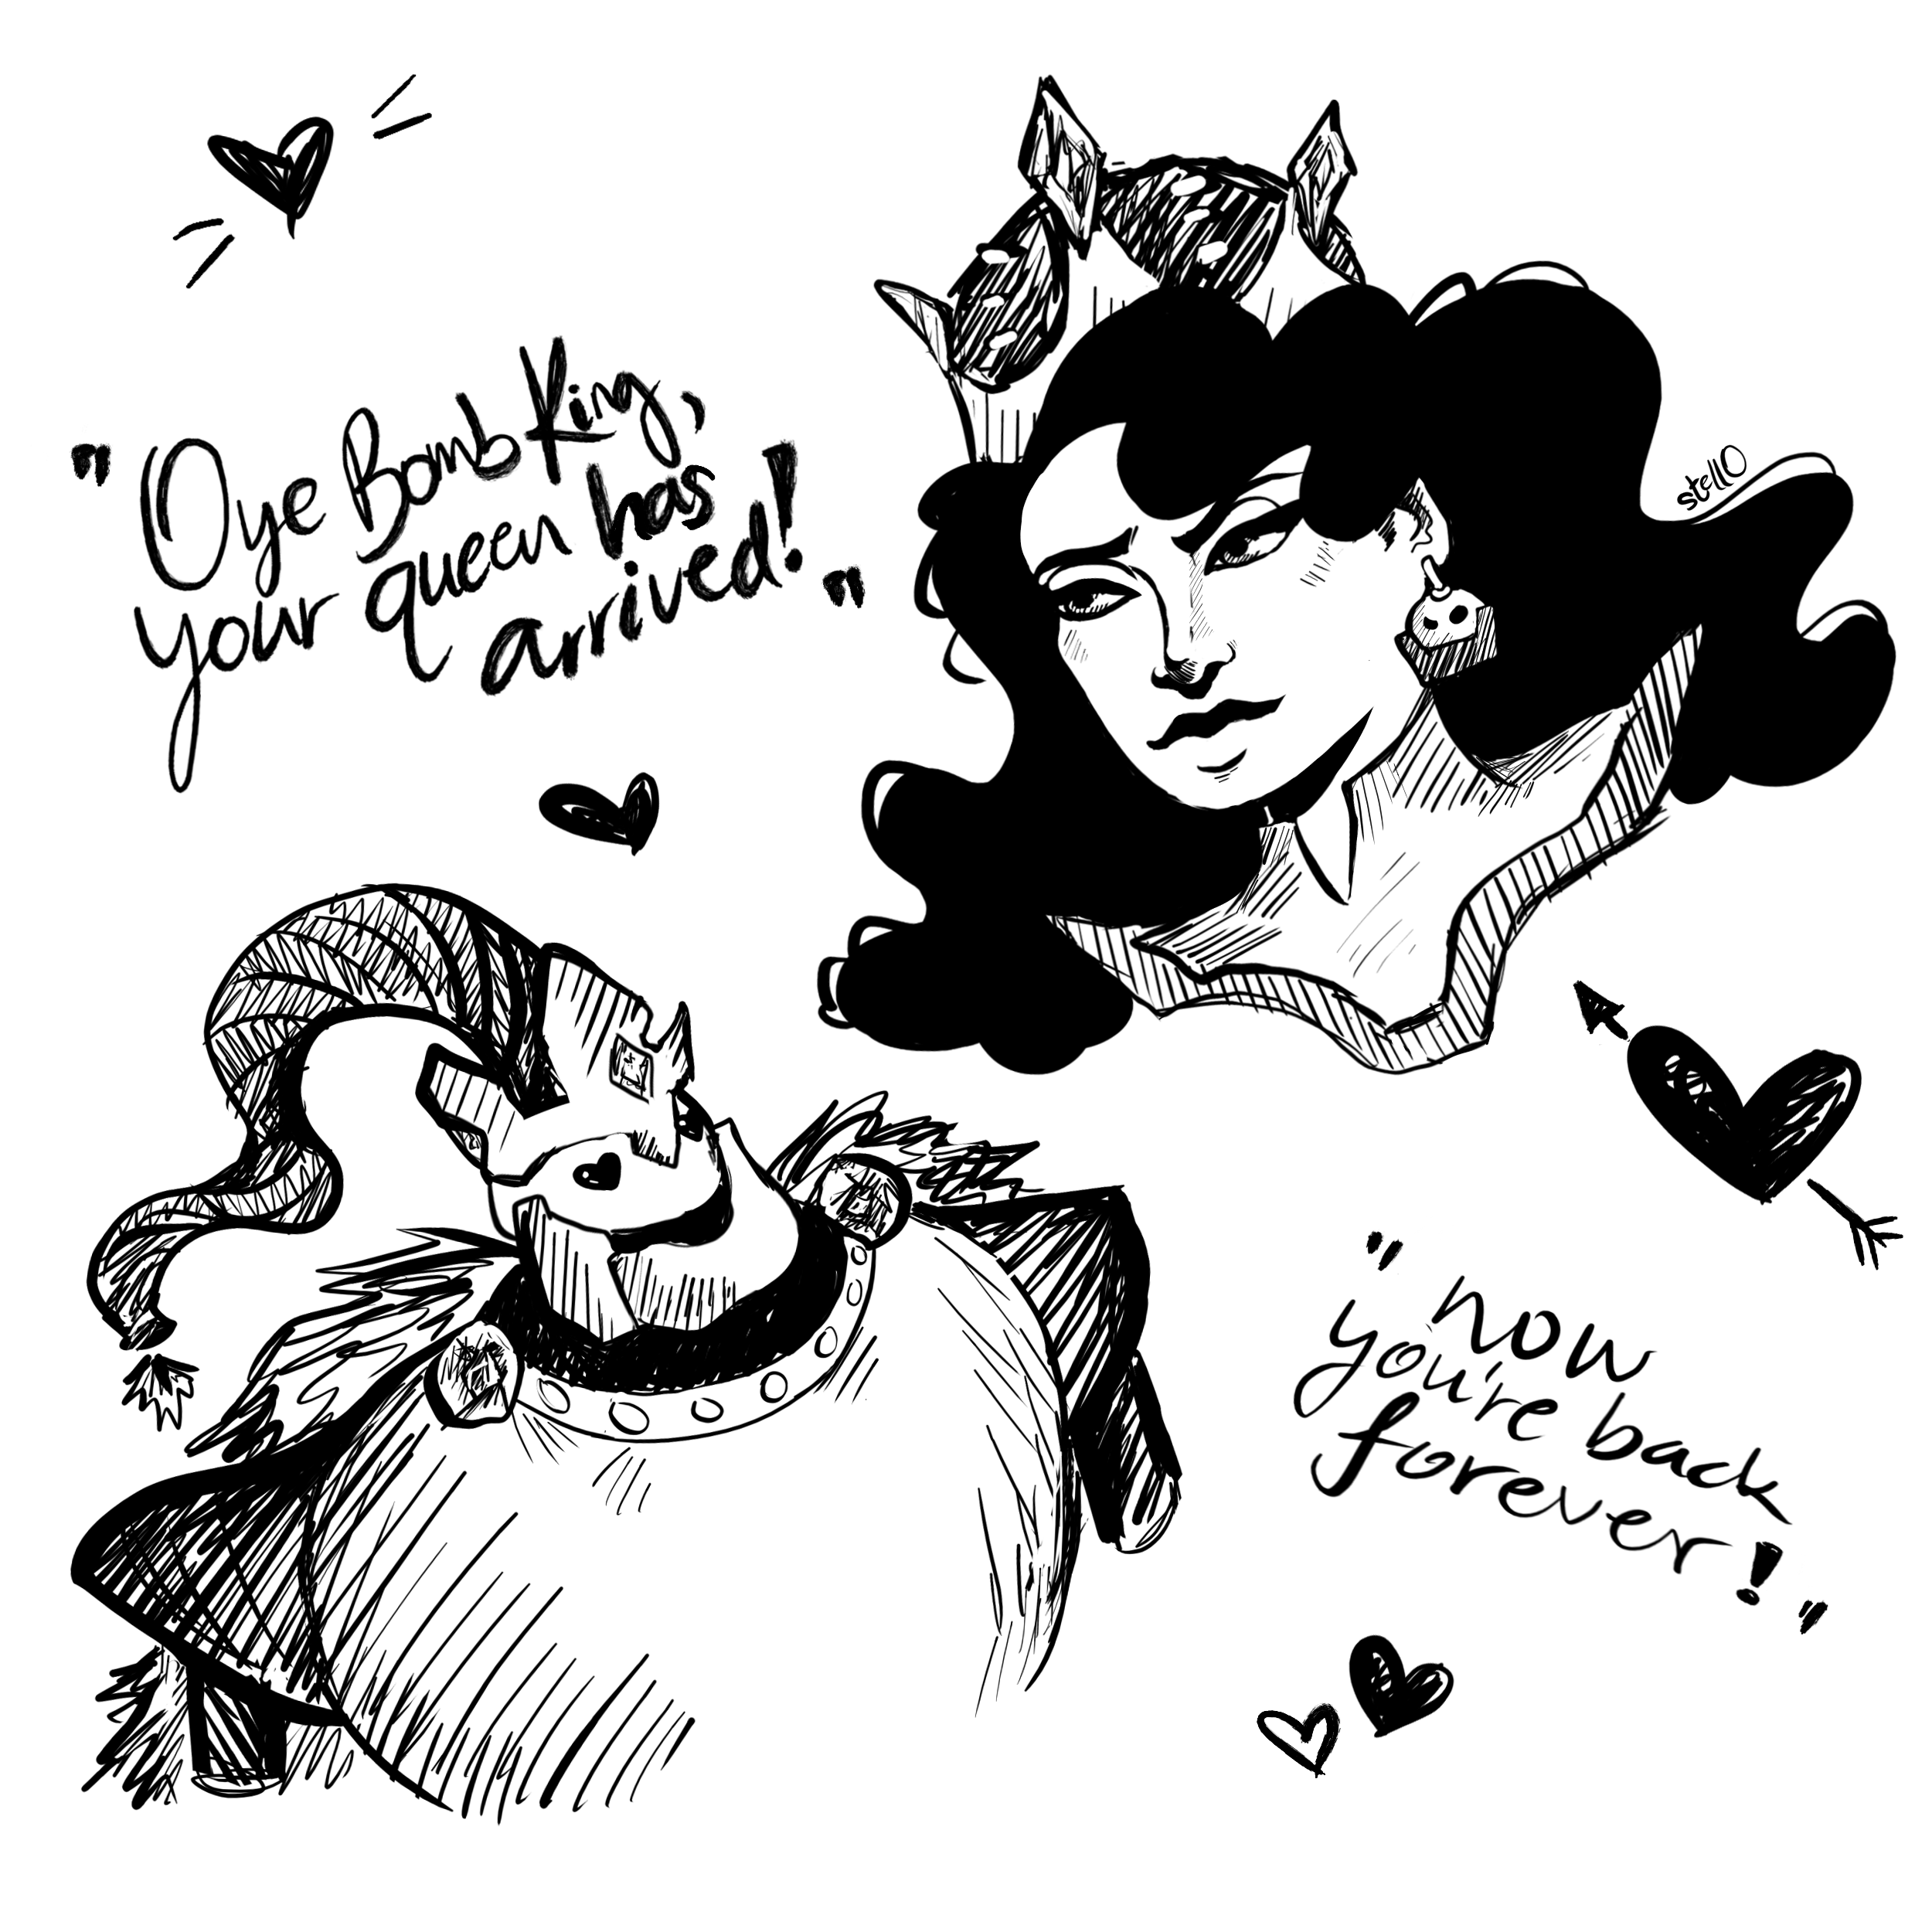 "Oye Bomb King,
your queen has
arrived!"
stellO
"now
you're back
forever!"